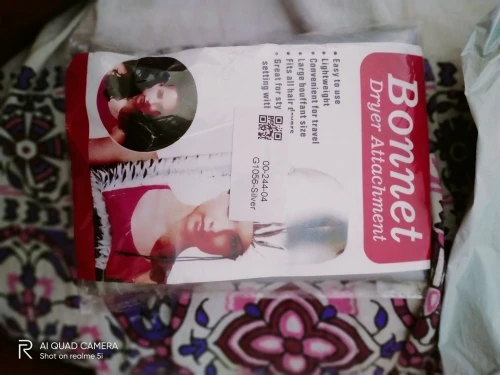 Bonnet
Dryer Attachment
• Easy to use
• Lightweight
• Convenient for travel
• Large bouffant size
• Fits all hair
• Great for sty
setting with
00-244-04
G1056-Silver
AI QUAD CAMERA
Shot on realme 5i